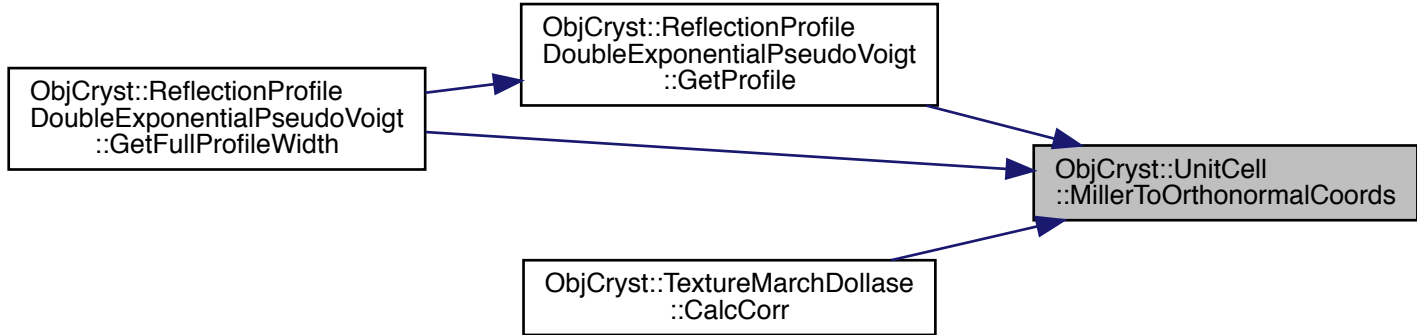 ObjCryst::ReflectionProfile
DoubleExponentialPseudoVoigt
::GetProfile
ObjCryst::ReflectionProfile
DoubleExponentialPseudoVoigt
::GetFullProfileWidth
ObjCryst::UnitCell
::MillerToOrthonormalCoords
ObjCryst::TextureMarchDollase
::CalcCorr